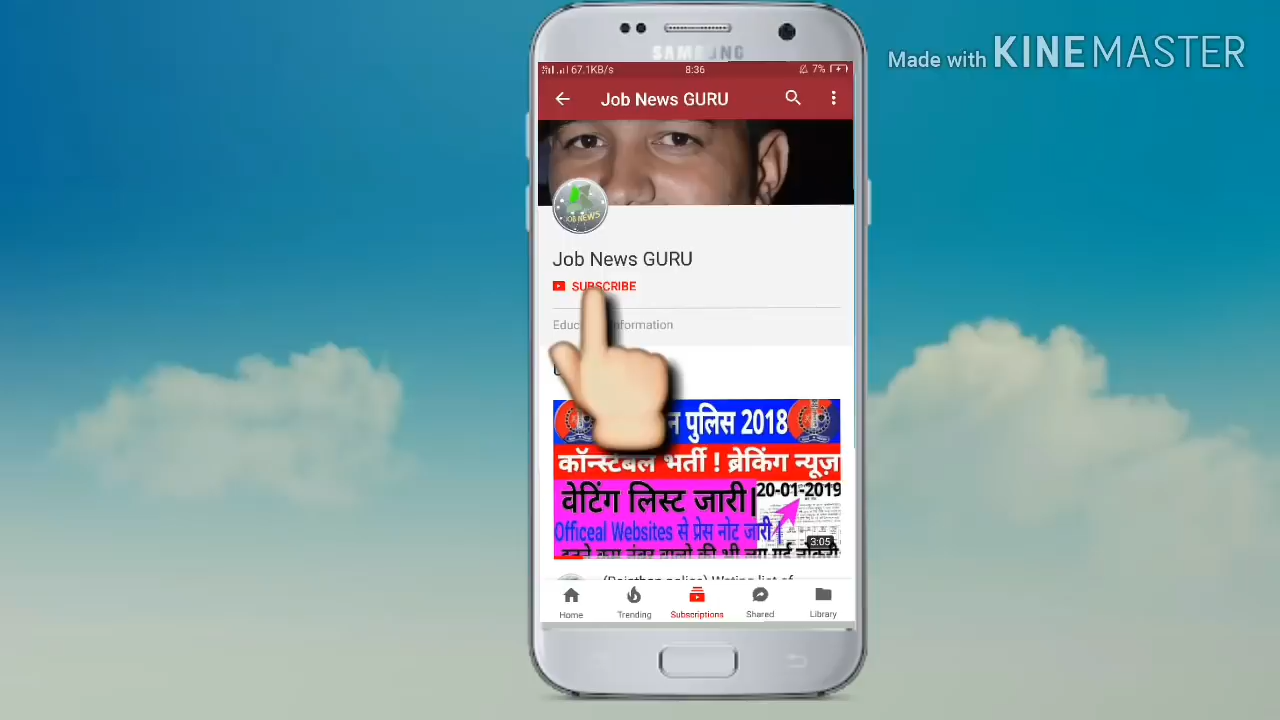 Made with KINEMASTER
SAMSUNG
67.1KB/s 8:36 7%
Job News GURU
JOB NEWS
Job News GURU
SUBSCRIBE
Information
पुलिस 2018
कॉन्स्टेबल भर्ती ! ब्रेकिंग न्यूज़
वेटिंग लिस्ट जारी|
20-01-2019
Officeal Websites से प्रेस नोट जारी|
3:05
Home Trending Subscriptions Shared Library